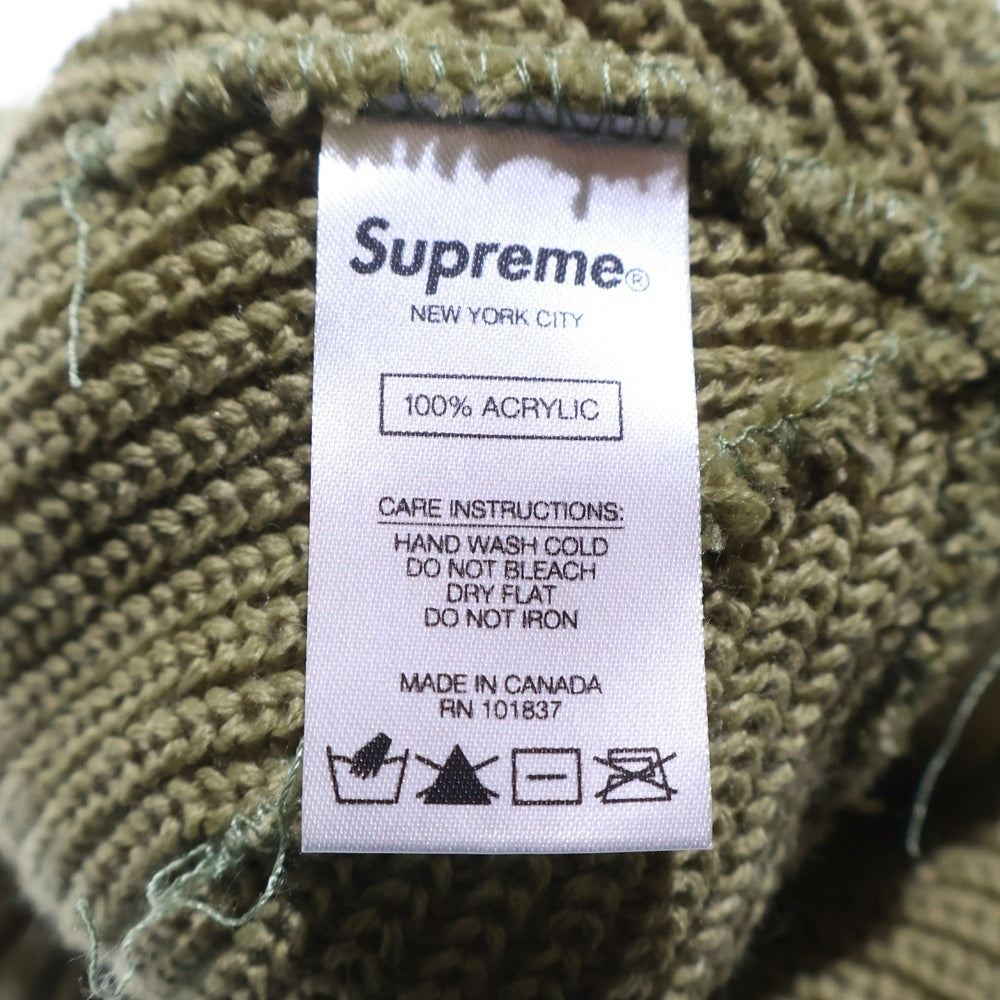 Supreme®
NEW YORK CITY
100% ACRYLIC
CARE INSTRUCTIONS:
HAND WASH COLD
DO NOT BLEACH
DRY FLAT
DO NOT IRON
MADE IN CANADA
RN 101837